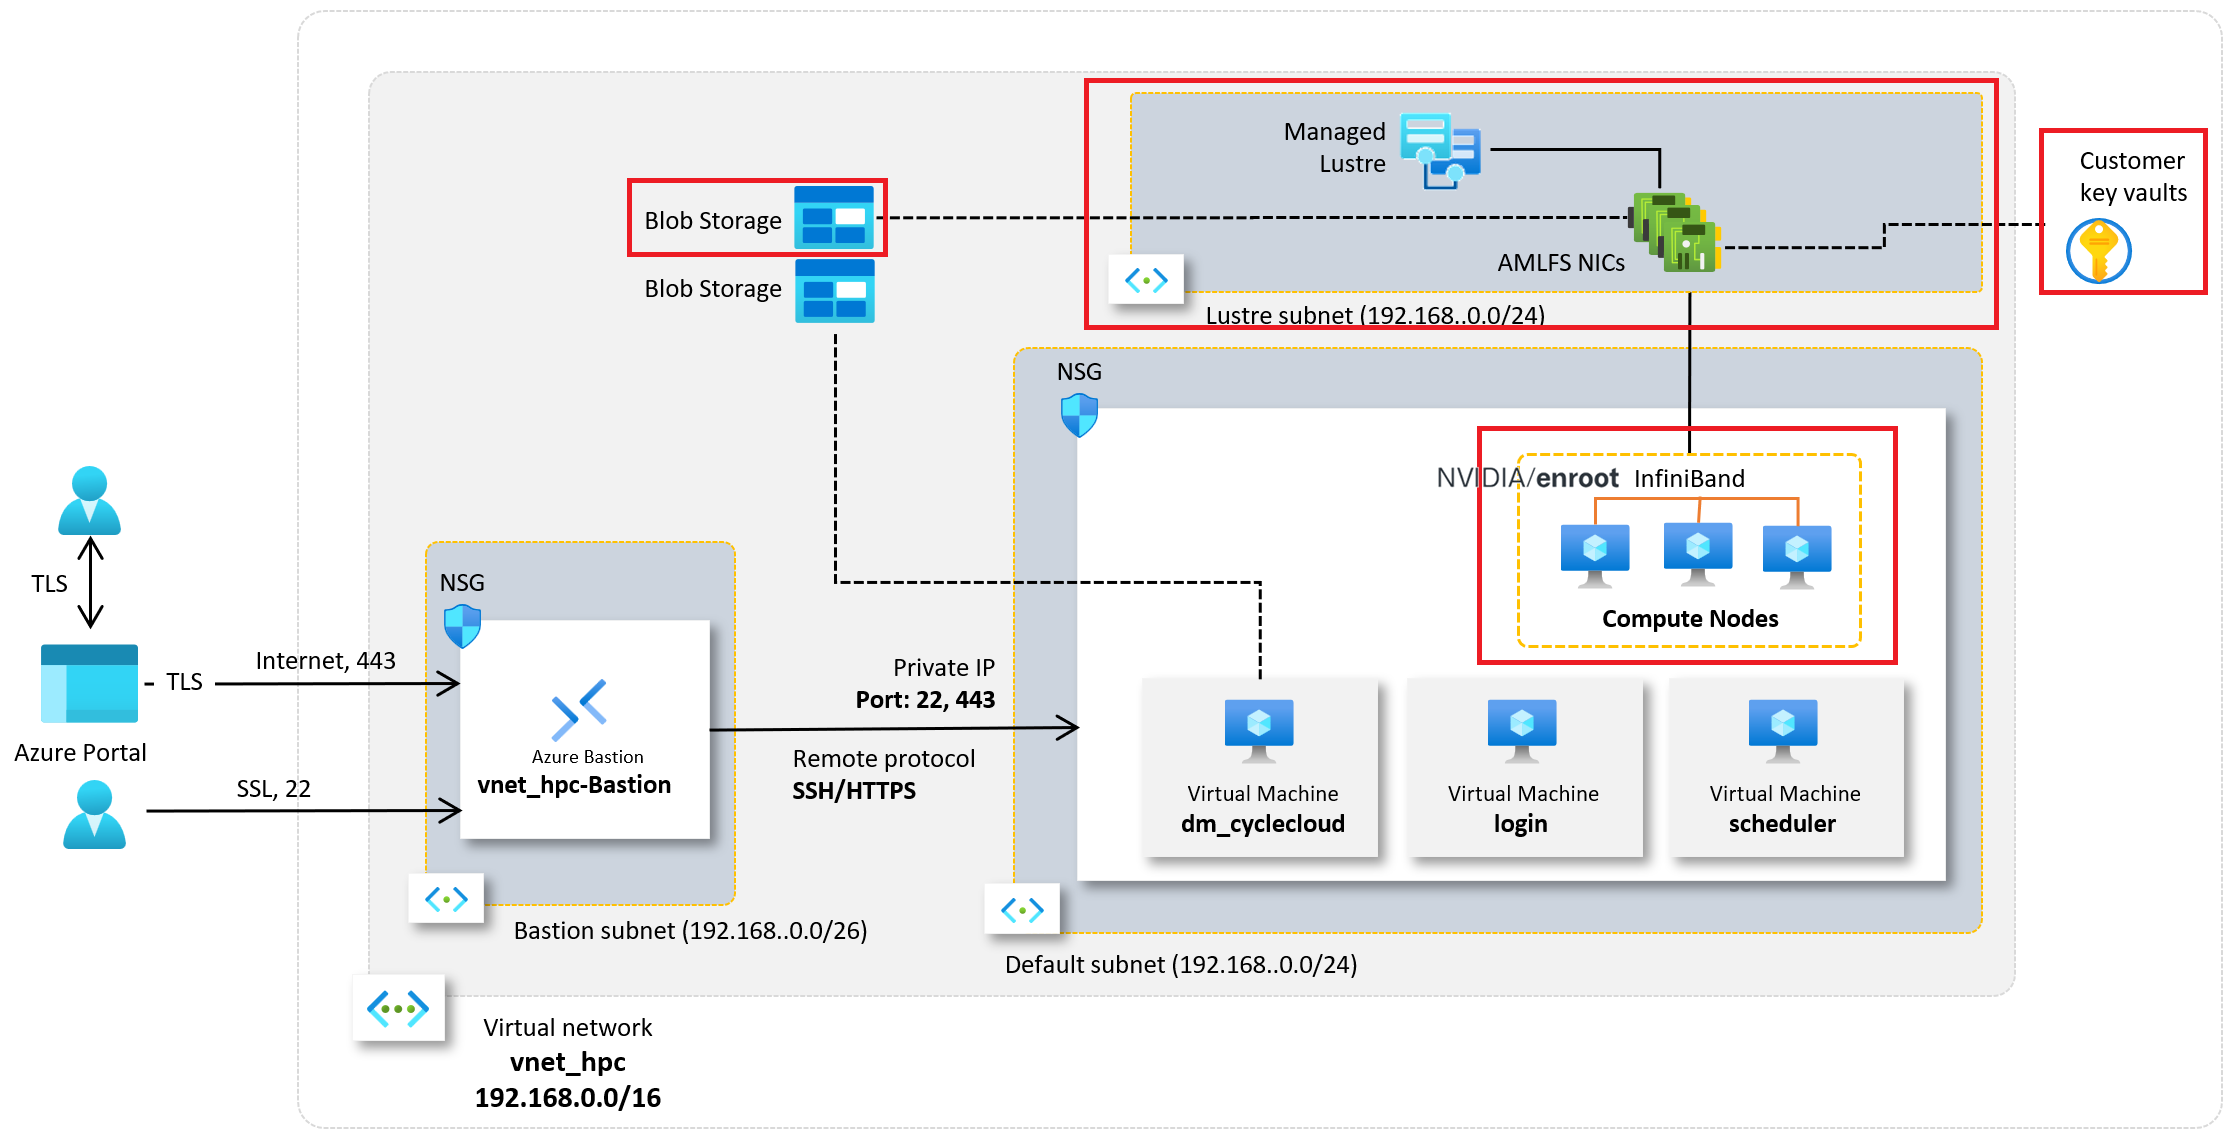 Managed
Lustre
Customer
key vaults
Blob Storage
Blob Storage
AMLFS NICs
Lustre subnet (192.168..0.0/24)
NSG
NVIDIA/enroot
InfiniBand
Compute Nodes
TLS
NSG
Internet, 443
TLS
Private IP
Port: 22, 443
Azure Portal
SSL, 22
Azure Bastion
vnet_hpc-Bastion
Remote protocol
SSH/HTTPS
Virtual Machine
dm_cyclecloud
Virtual Machine
login
Virtual Machine
scheduler
Bastion subnet (192.168..0.0/26)
Default subnet (192.168..0.0/24)
Virtual network
vnet_hpc
192.168.0.0/16